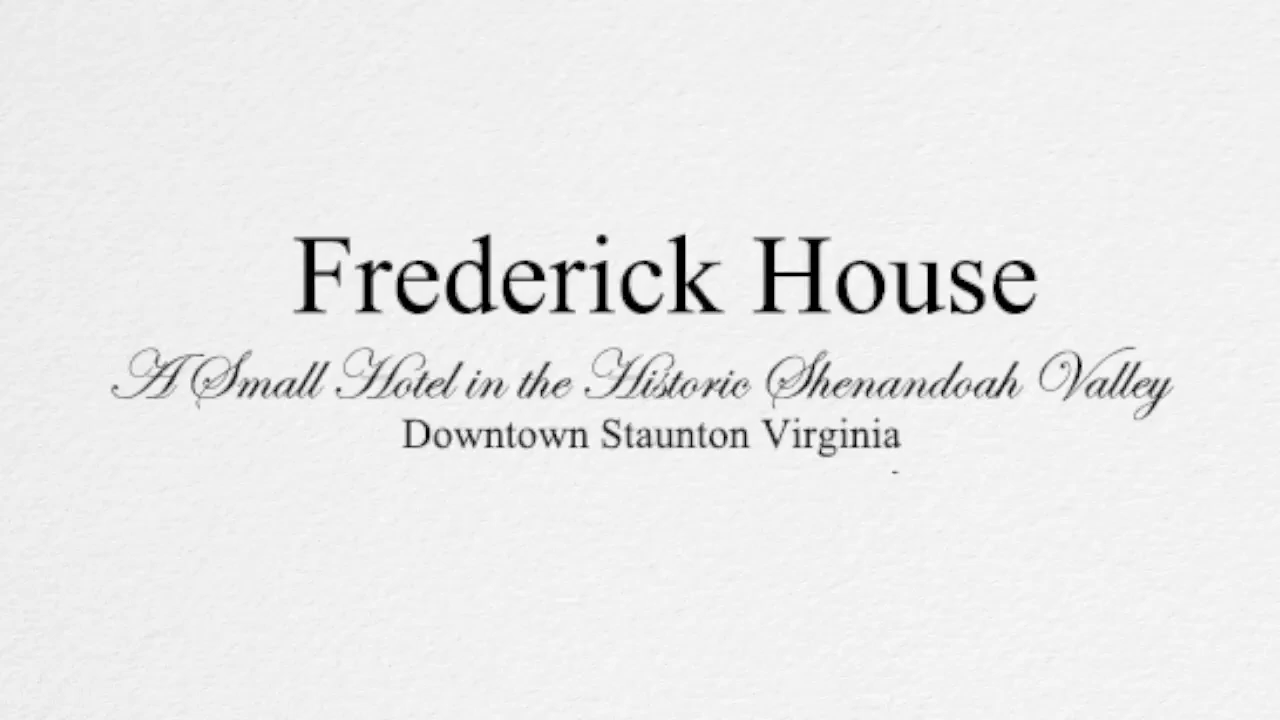 Frederick House
A Small Hotel in the Historic Shenandoah Valley
Downtown Staunton Virginia